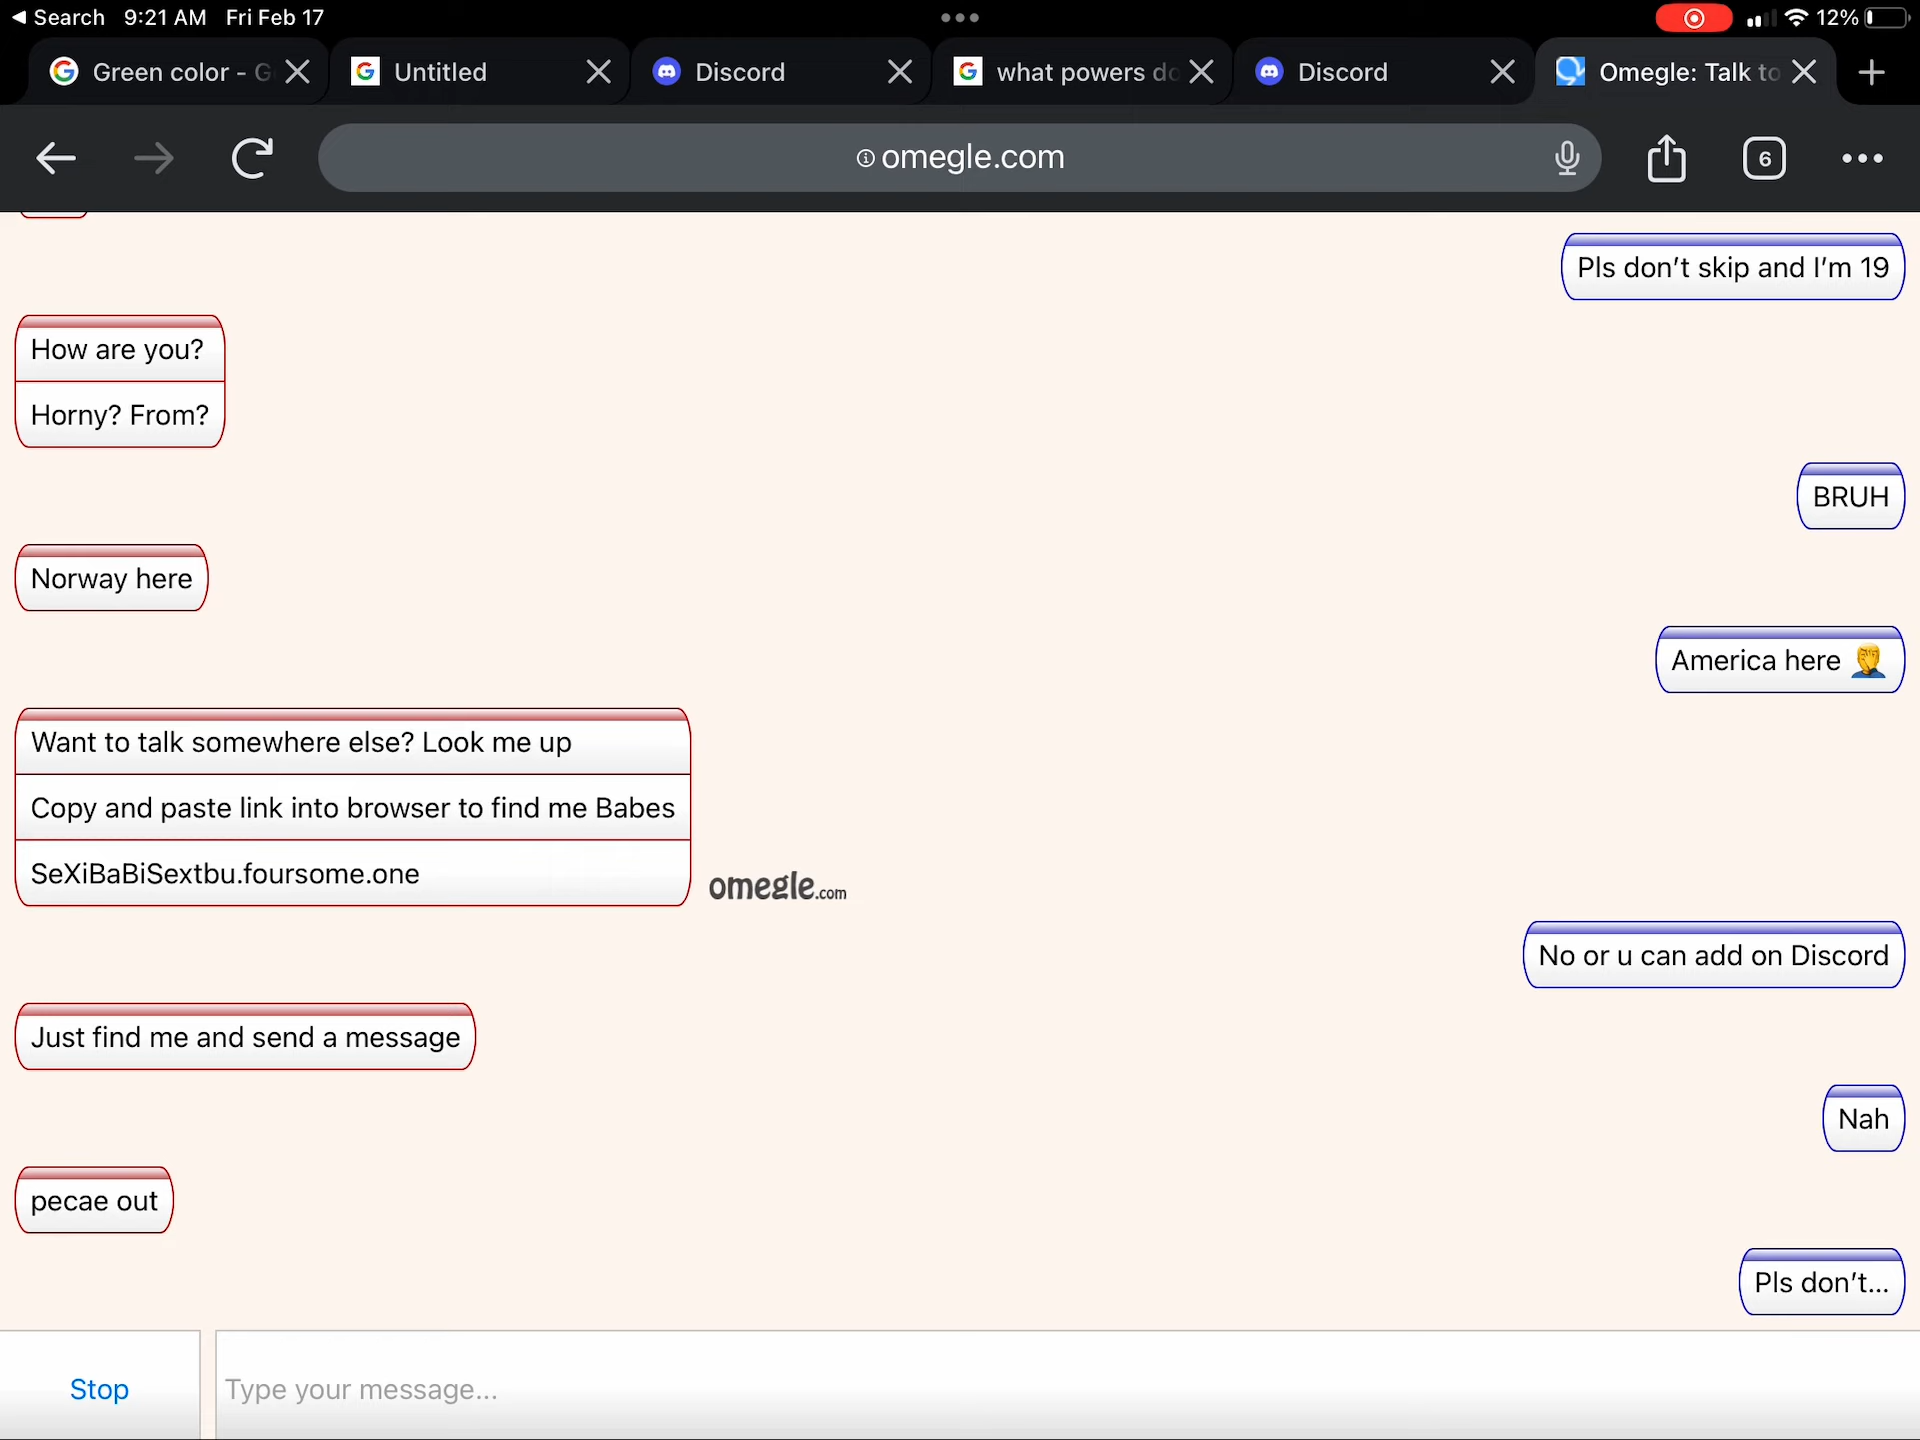 Search 9:21 AM Fri Feb 17 12%
Green color - G Untitled Discord what powers do Discord Omegle: Talk to
omegle.com 6
Pls don't skip and I'm 19
How are you?
Horny? From?
BRUH
Norway here
America here 🤦
Want to talk somewhere else? Look me up
Copy and paste link into browser to find me Babes
SeXiBaBiSextbu.foursome.one
omegle.com
No or u can add on Discord
Just find me and send a message
Nah
pecae out
Pls don't...
Stop Type your message...